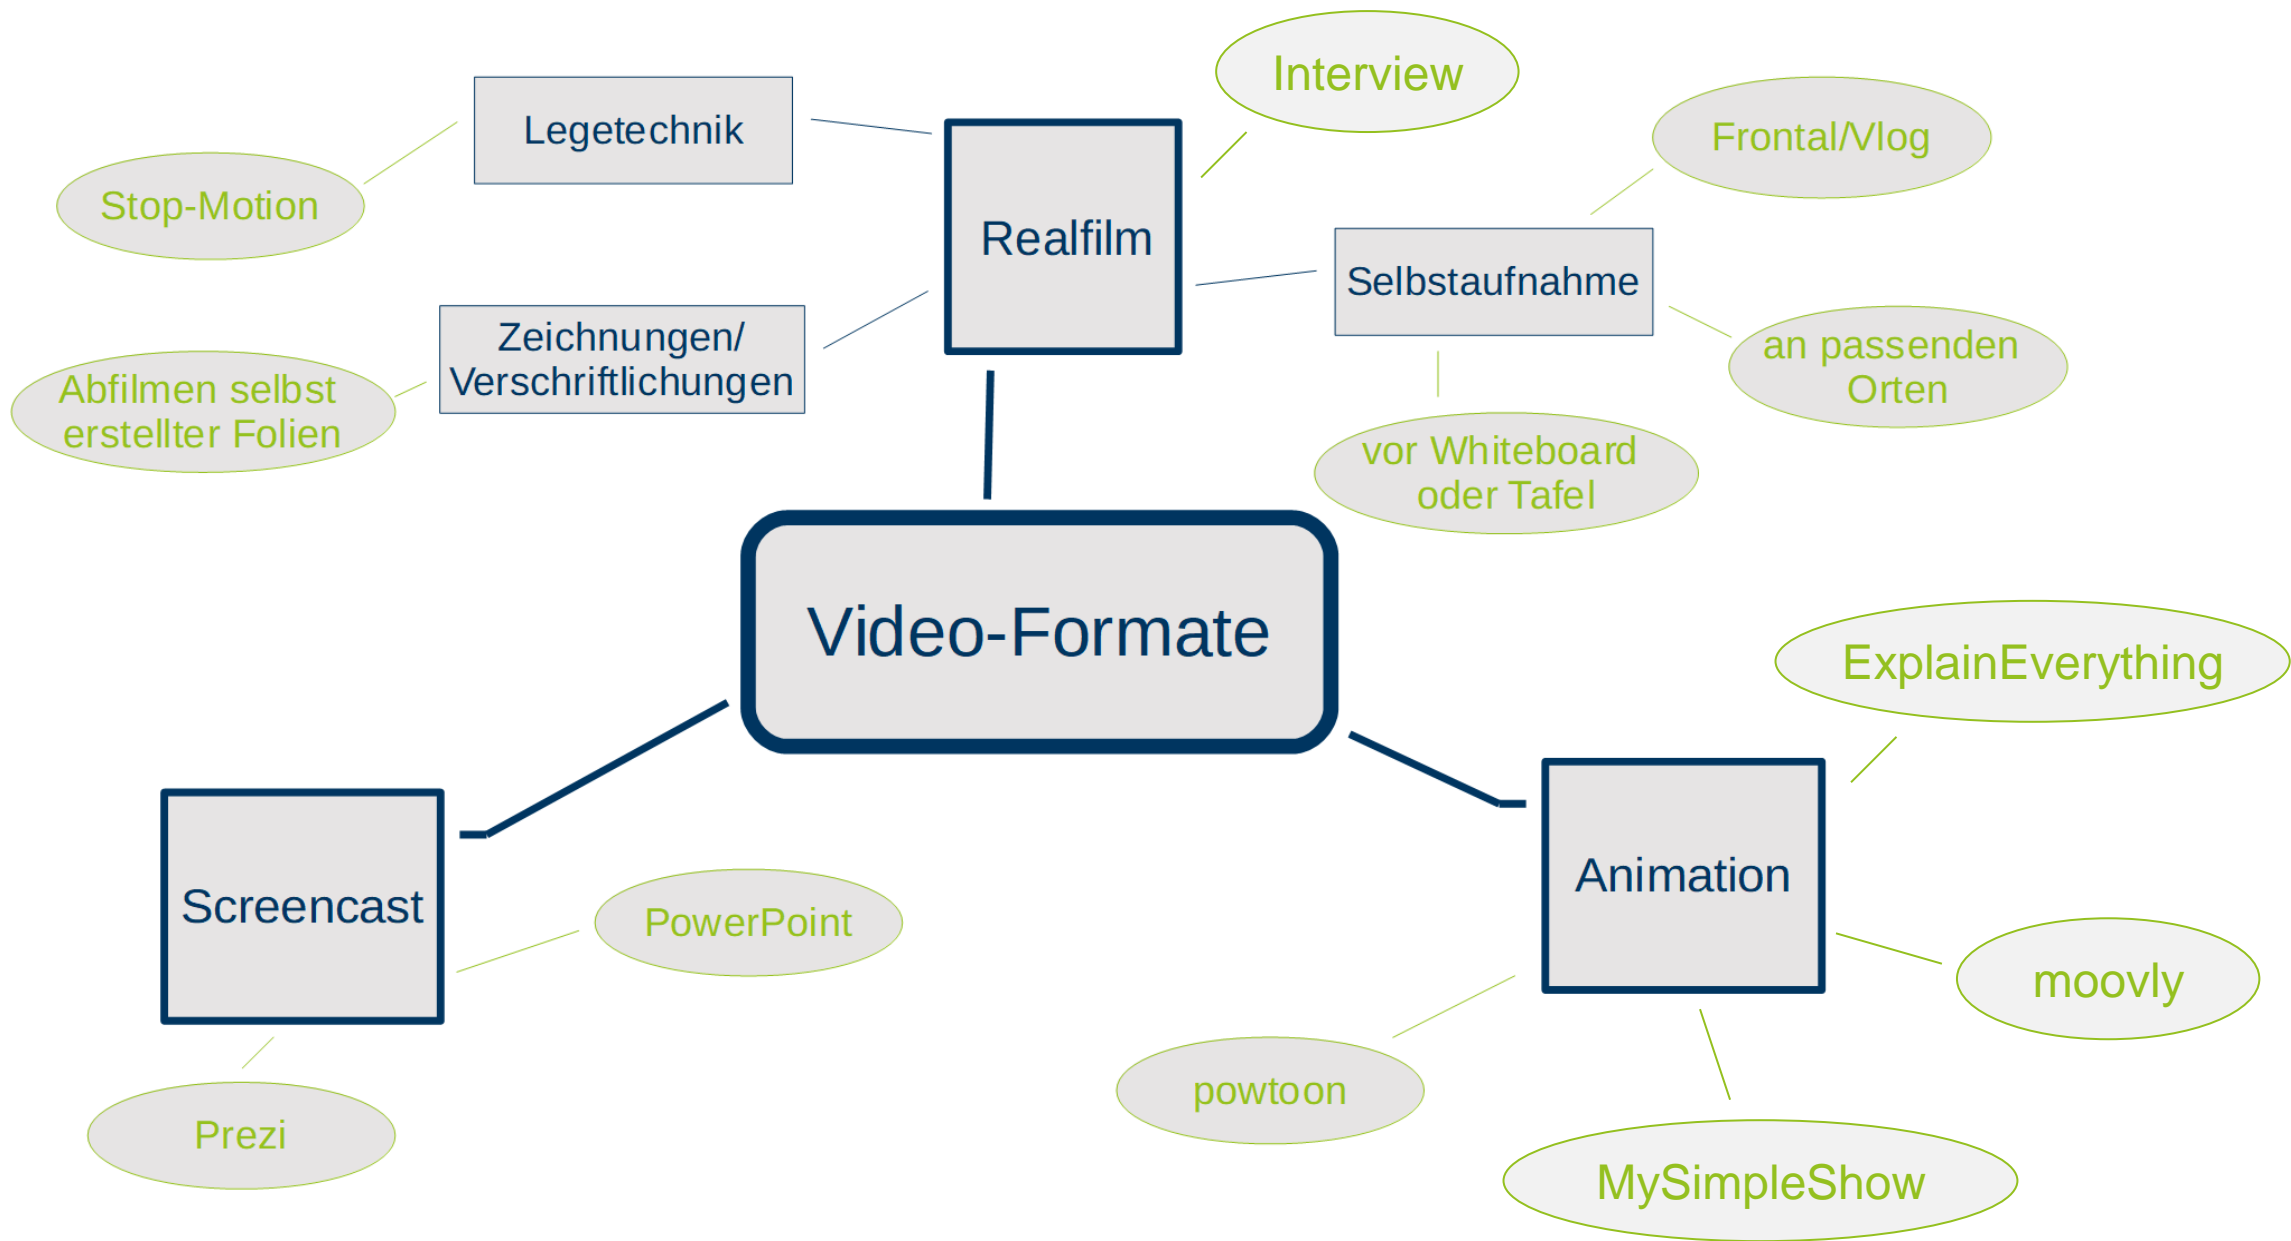 Interview
Legetechnik
Frontal/Vlog
Stop-Motion
Realfilm
Selbstaufnahme
Zeichnungen/
Verschriftlichungen
an passenden
Orten
Abfilmen selbst
erstellter Folien
vor Whiteboard
oder Tafel
Video-Formate
ExplainEverything
Animation
Screencast
PowerPoint
moovly
powtoon
Prezi
MySimpleShow